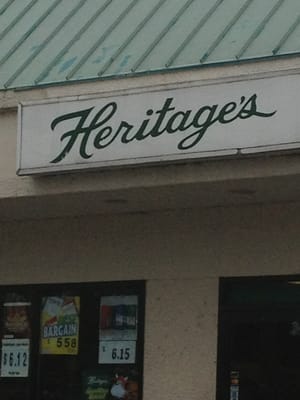 Heritage's
BARGAIN
$ 558
$ 6.12
$ 6.15